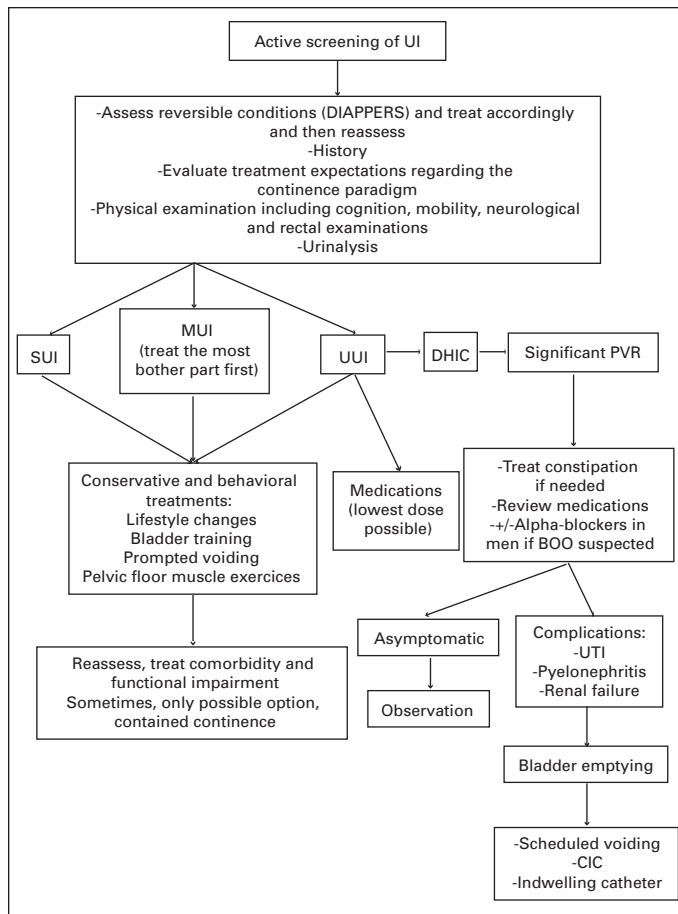 Active screening of UI
-Assess reversible conditions (DIAPPERS) and treat accordingly
and then reassess
-History
-Evaluate treatment expectations regarding the
continence paradigm
-Physical examination including cognition, mobility, neurological
and rectal examinations
-Urinalysis
SUI
MUI
(treat the most
bother part first)
UUI
DHIC
Significant PVR
Conservative and behavioral
treatments:
Lifestyle changes
Bladder training
Prompted voiding
Pelvic floor muscle exercices
Medications
(lowest dose
possible)
-Treat constipation
if needed
-Review medications
-+/-Alpha-blockers in
men if BOO suspected
Reassess, treat comorbidity and
functional impairment
Sometimes, only possible option,
contained continence
Asymptomatic
Observation
Complications:
-UTI
-Pyelonephritis
-Renal failure
Bladder emptying
-Scheduled voiding
-CIC
-Indwelling catheter